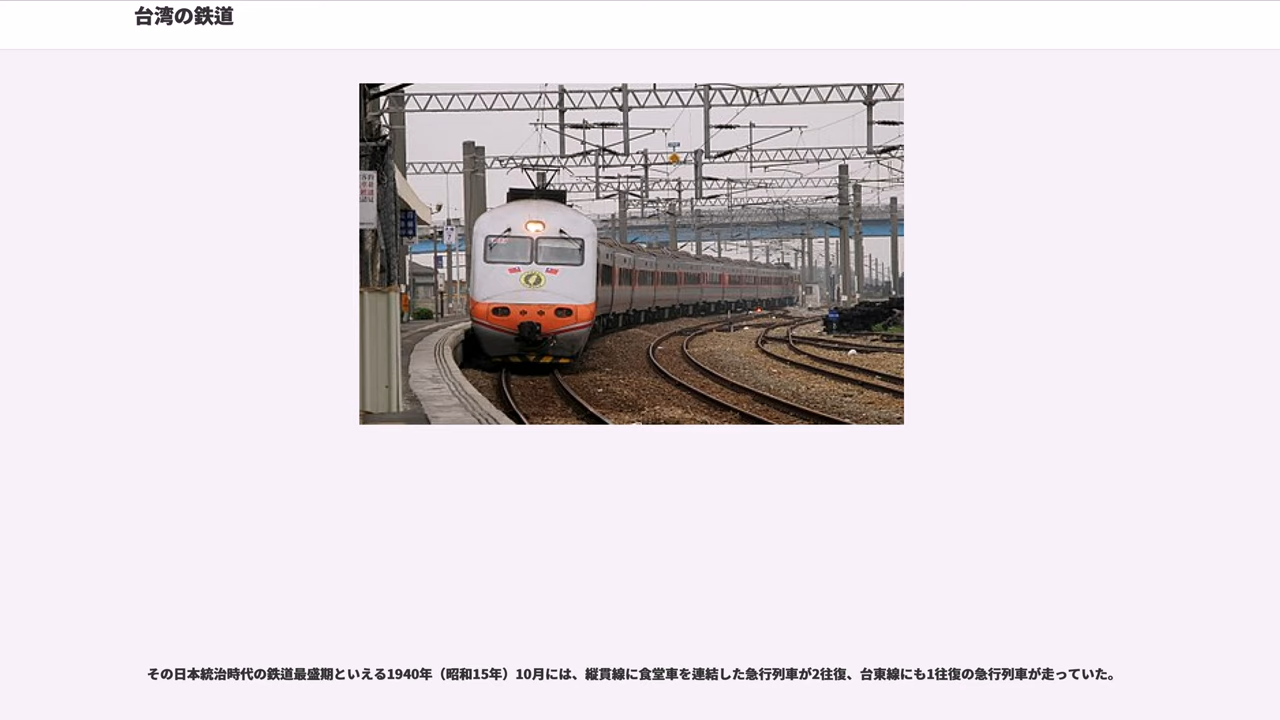 台湾の鉄道
その日本統治時代の鉄道最盛期といえる1940年（昭和15年）10月には、縦貫線に食堂車を連結した急行列車が2往復、台東線にも1往復の急行列車が走っていた。